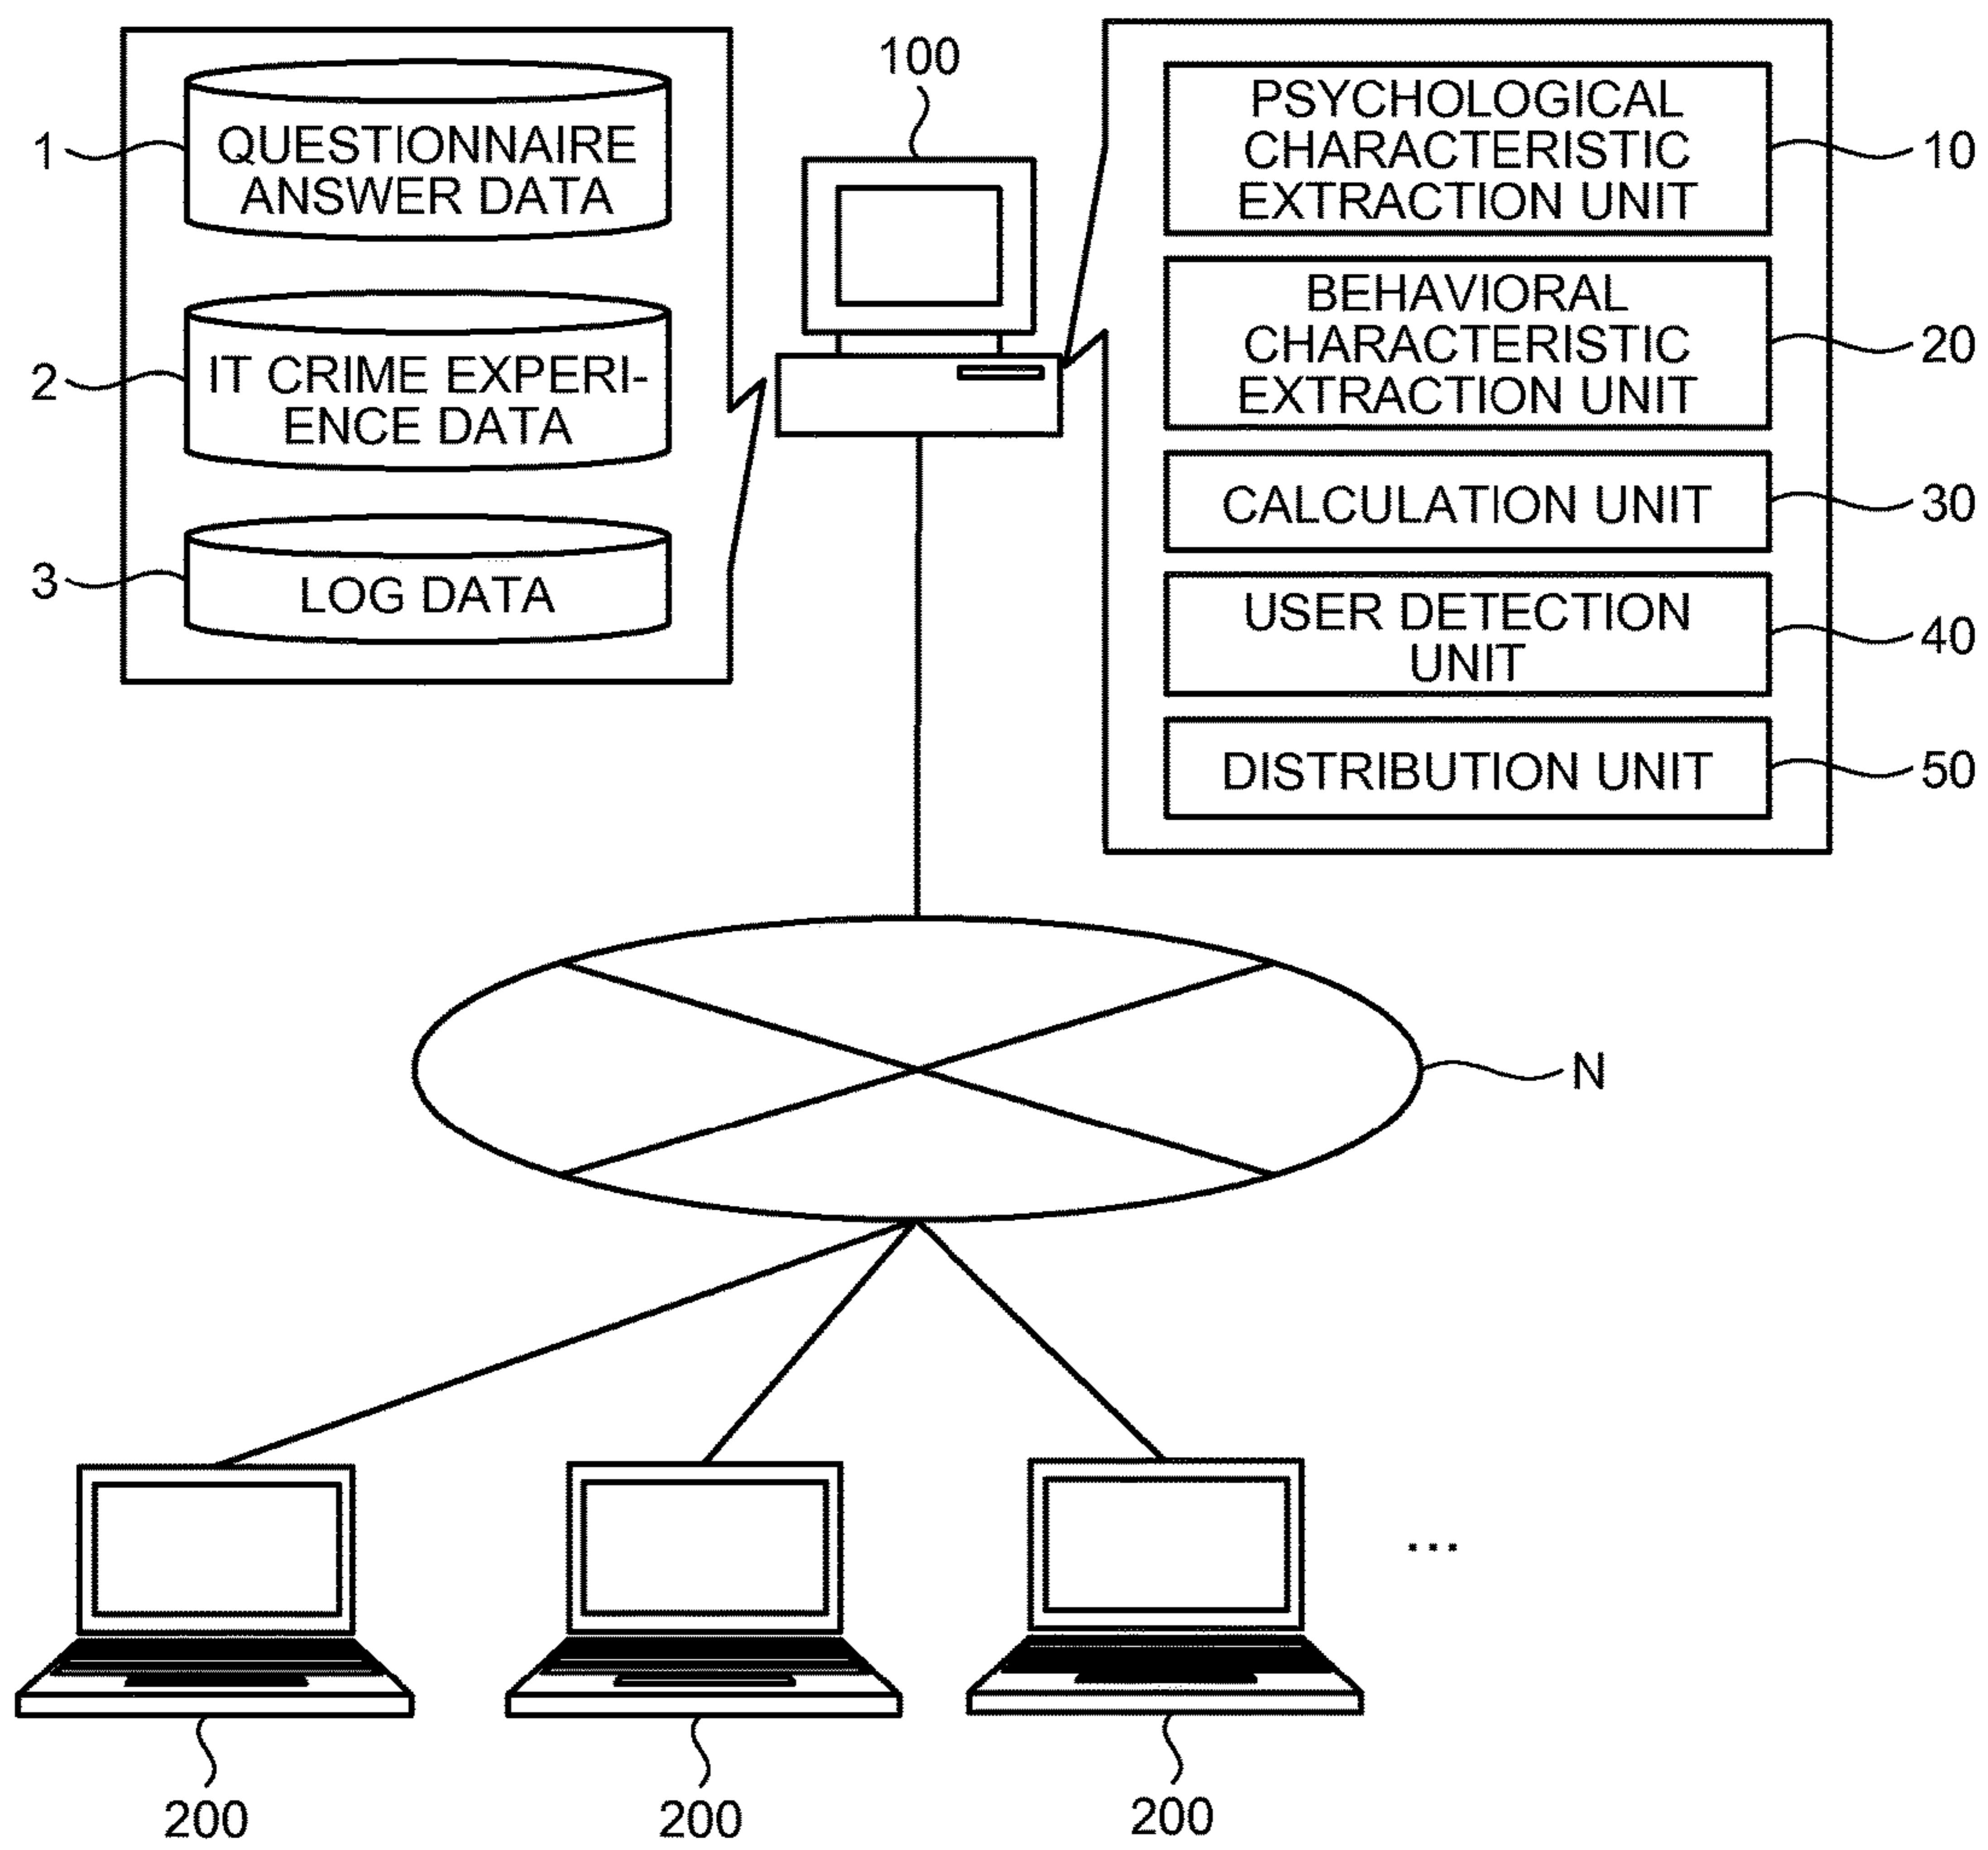 100
1
QUESTIONNAIRE
ANSWER DATA
2
IT CRIME EXPERI-
ENCE DATA
3
LOG DATA
PSYCHOLOGICAL
CHARACTERISTIC
EXTRACTION UNIT
10
BEHAVIORAL
CHARACTERISTIC
EXTRACTION UNIT
20
CALCULATION UNIT
30
USER DETECTION
UNIT
40
DISTRIBUTION UNIT
50
N
...
200
200
200